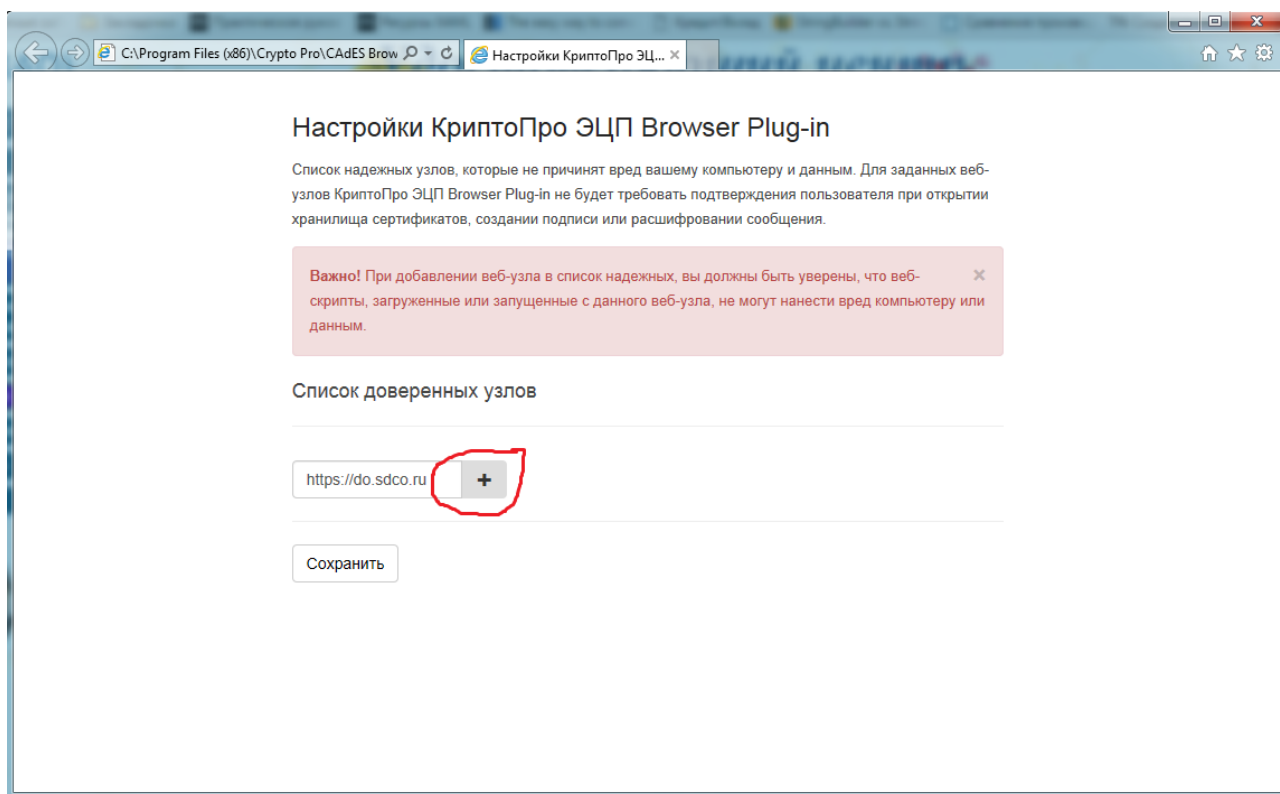 C:\Program Files (x86)\Crypto Pro\CAdES Brow
Настройки КриптоПро ЭЦ...
Настройки КриптоПро ЭЦП Browser Plug-in
Список надежных узлов, которые не причинят вред вашему компьютеру и данным. Для заданных веб-
узлов КриптоПро ЭЦП Browser Plug-in не будет требовать подтверждения пользователя при открытии
хранилища сертификатов, создании подписи или расшифровании сообщения.
Важно! При добавлении веб-узла в список надежных, вы должны быть уверены, что веб-
скрипты, загруженные или запущенные с данного веб-узла, не могут нанести вред компьютеру или
данным.
Список доверенных узлов
https://do.sdco.ru
Сохранить